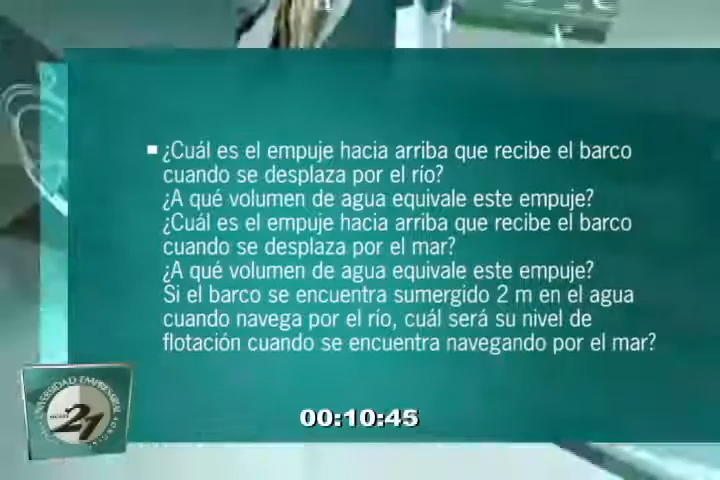 ¿Cuál es el empuje hacia arriba que recibe el barco
cuando se desplaza por el río?
¿A qué volumen de agua equivale este empuje?
¿Cuál es el empuje hacia arriba que recibe el barco
cuando se desplaza por el mar?
¿A qué volumen de agua equivale este empuje?
Si el barco se encuentra sumergido 2 m en el agua
cuando navega por el río, cuál será su nivel de
flotación cuando se encuentra navegando por el mar?
UNIVERSIDAD EMPRESARIAL
21
00:10:45